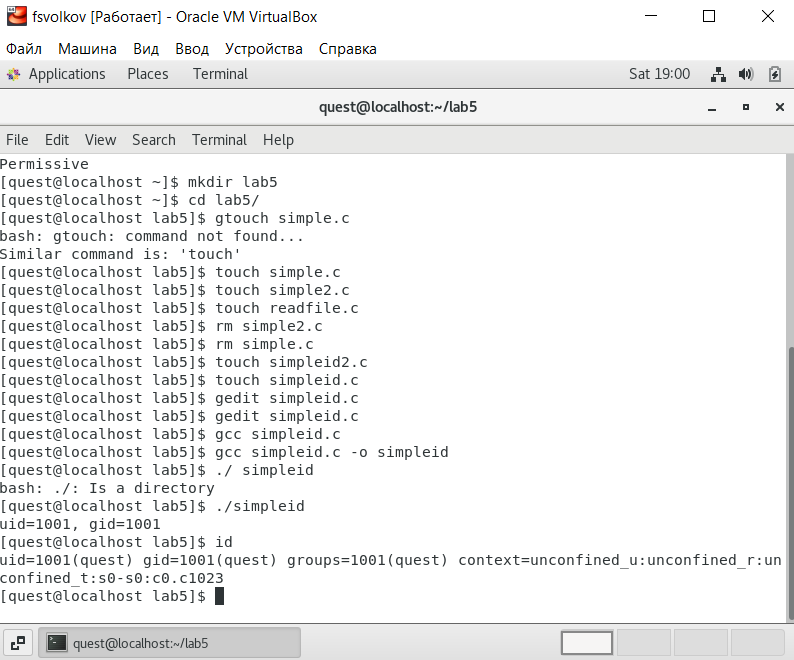 fsvolkov [Работает] - Oracle VM VirtualBox
Файл Машина Вид Ввод Устройства Справка
Applications Places Terminal Sat 19:00
quest@localhost:~/lab5
File Edit View Search Terminal Help
Permissive
[quest@localhost ~]$ mkdir lab5
[quest@localhost ~]$ cd lab5/
[quest@localhost lab5]$ gtouch simple.c
bash: gtouch: command not found...
Similar command is: 'touch'
[quest@localhost lab5]$ touch simple.c
[quest@localhost lab5]$ touch simple2.c
[quest@localhost lab5]$ touch readfile.c
[quest@localhost lab5]$ rm simple2.c
[quest@localhost lab5]$ rm simple.c
[quest@localhost lab5]$ touch simpleid2.c
[quest@localhost lab5]$ touch simpleid.c
[quest@localhost lab5]$ gedit simpleid.c
[quest@localhost lab5]$ gedit simpleid.c
[quest@localhost lab5]$ gcc simpleid.c
[quest@localhost lab5]$ gcc simpleid.c -o simpleid
[quest@localhost lab5]$ ./ simpleid
bash: ./: Is a directory
[quest@localhost lab5]$ ./simpleid
uid=1001, gid=1001
[quest@localhost lab5]$ id
uid=1001(quest) gid=1001(quest) groups=1001(quest) context=unconfined_u:unconfined_r:un
confined_t:s0-s0:c0.c1023
[quest@localhost lab5]$
quest@localhost:~/lab5